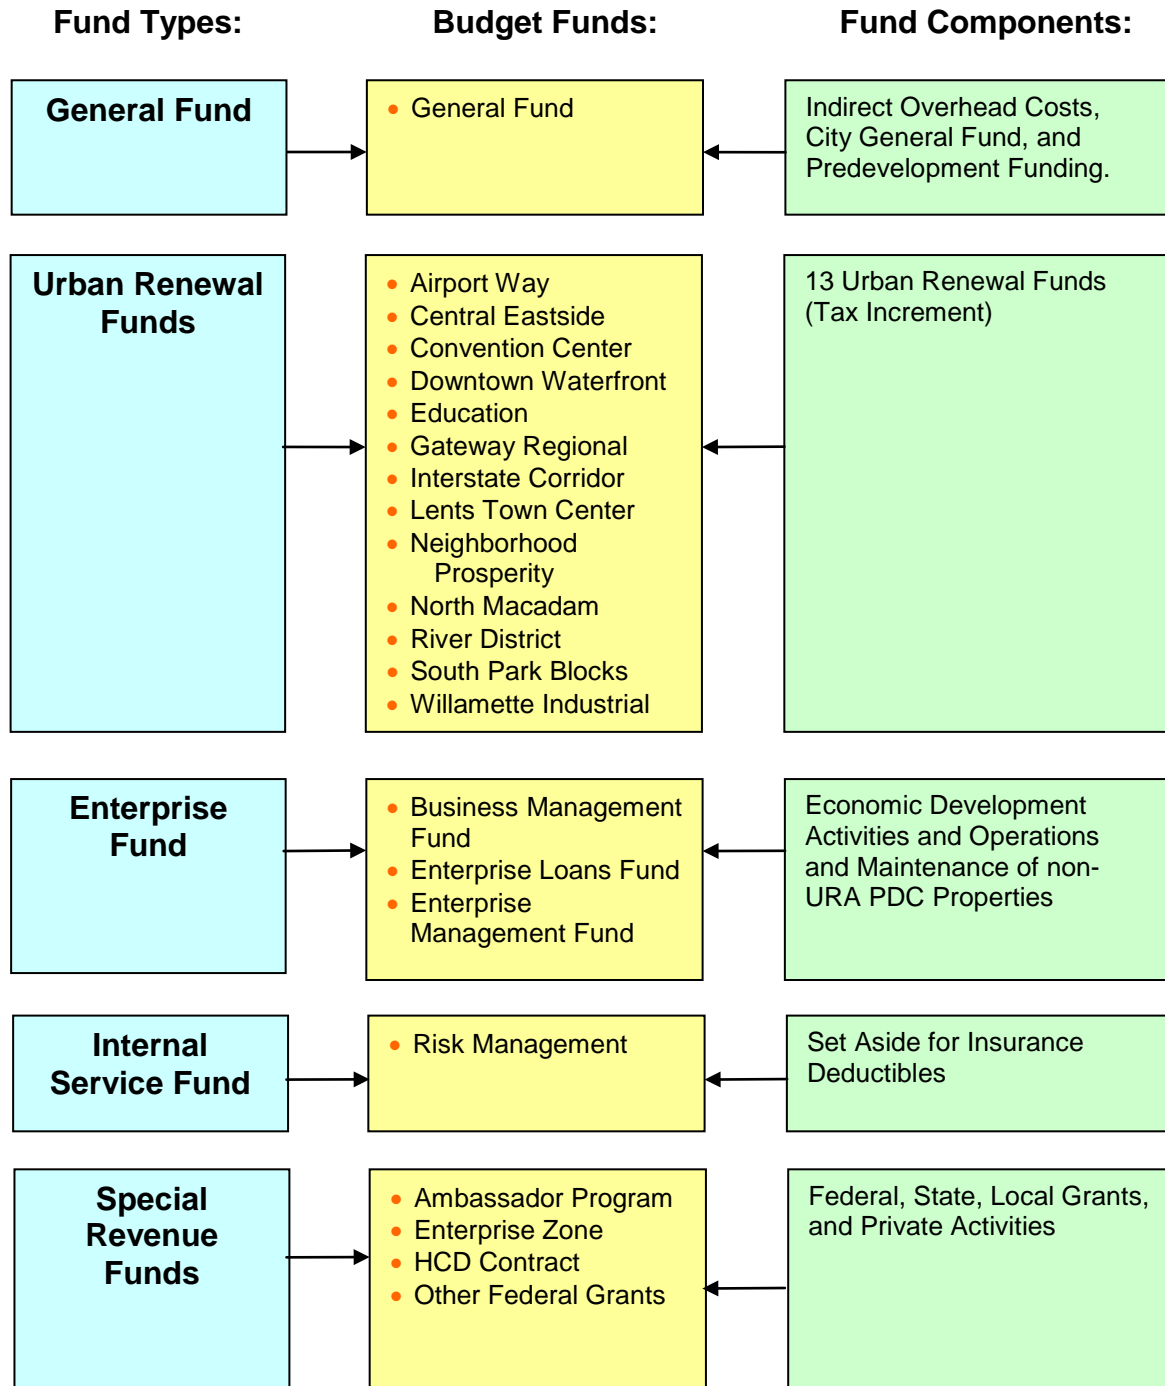 Fund Types:
Budget Funds:
Fund Components:
General Fund
• General Fund
Indirect Overhead Costs,
City General Fund, and
Predevelopment Funding.
Urban Renewal
Funds
• Airport Way
• Central Eastside
• Convention Center
• Downtown Waterfront
• Education
• Gateway Regional
• Interstate Corridor
• Lents Town Center
• Neighborhood
Prosperity
• North Macadam
• River District
• South Park Blocks
• Willamette Industrial
13 Urban Renewal Funds
(Tax Increment)
Enterprise
Fund
• Business Management
Fund
• Enterprise Loans Fund
• Enterprise
Management Fund
Economic Development
Activities and Operations
and Maintenance of non-
URA PDC Properties
Internal
Service Fund
• Risk Management
Set Aside for Insurance
Deductibles
Special
Revenue
Funds
• Ambassador Program
• Enterprise Zone
• HCD Contract
• Other Federal Grants
Federal, State, Local Grants,
and Private Activities